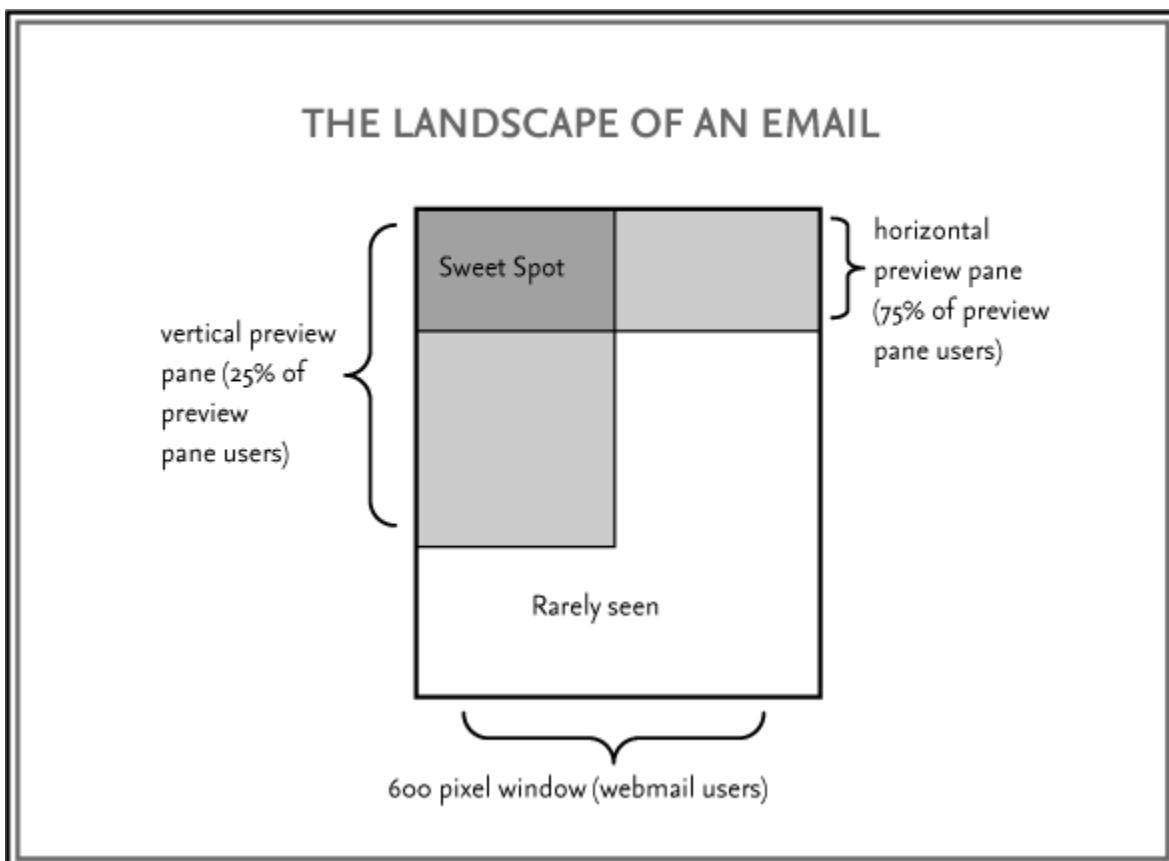 THE LANDSCAPE OF AN EMAIL
Sweet Spot
horizontal
preview pane
(75% of preview
pane users)
vertical preview
pane (25% of
preview
pane users)
Rarely seen
600 pixel window (webmail users)